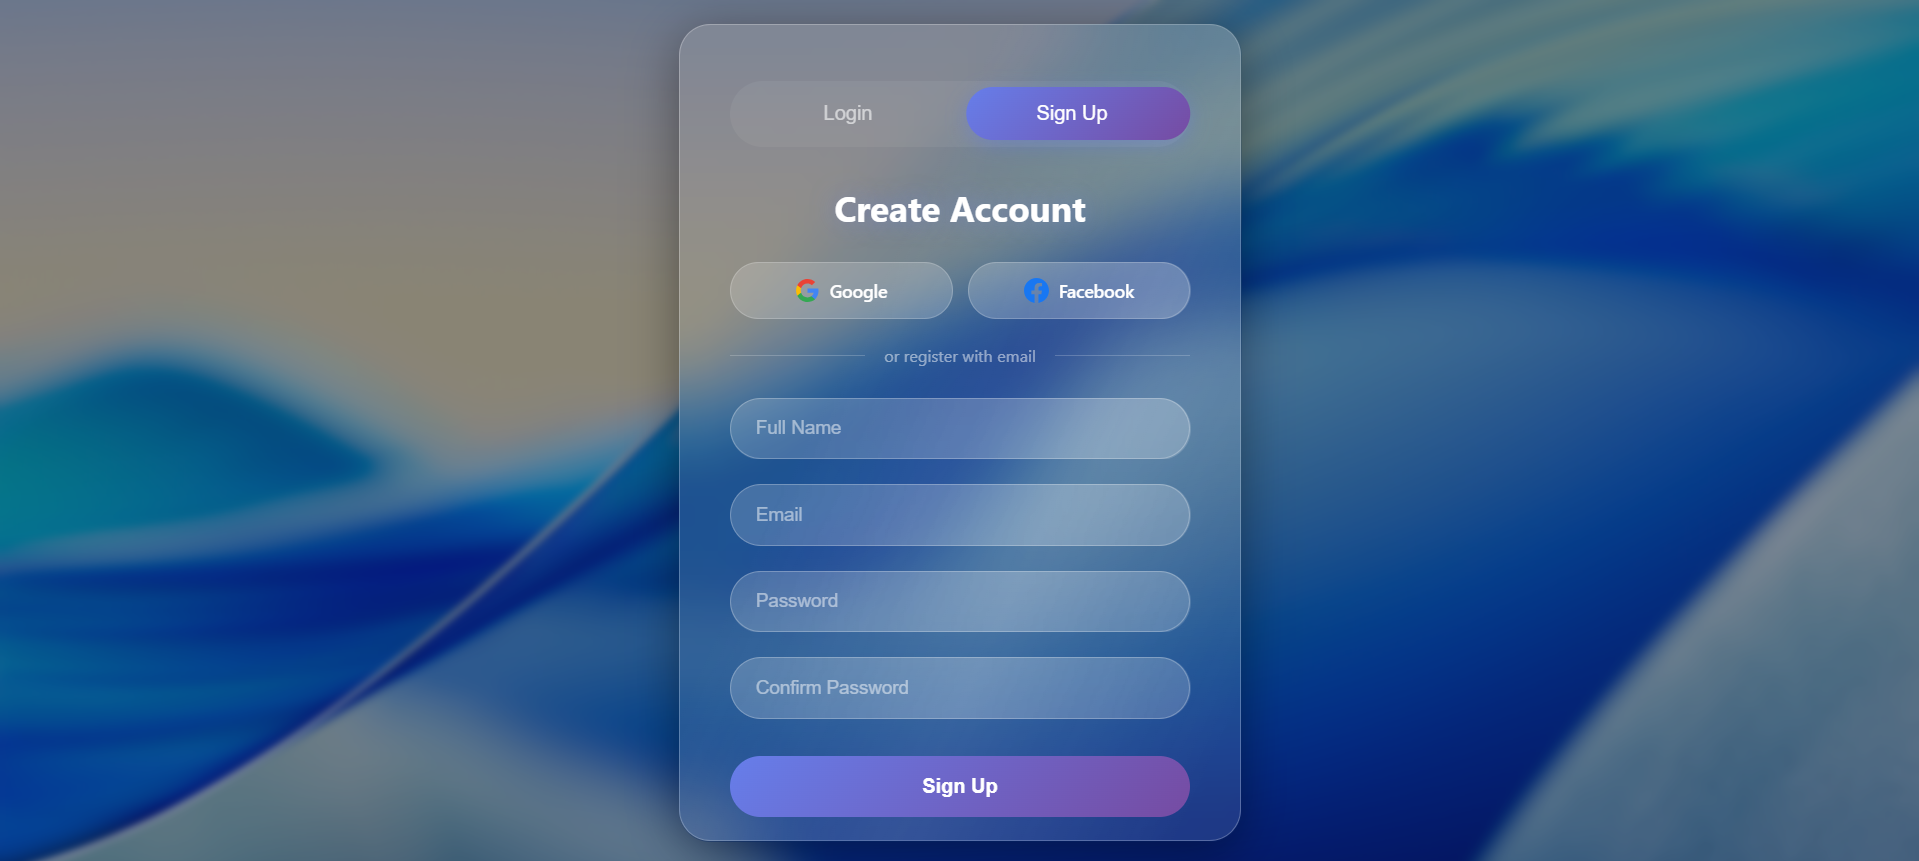 Login
Sign Up
Create Account
Google
Facebook
or register with email
Full Name
Email
Password
Confirm Password
Sign Up